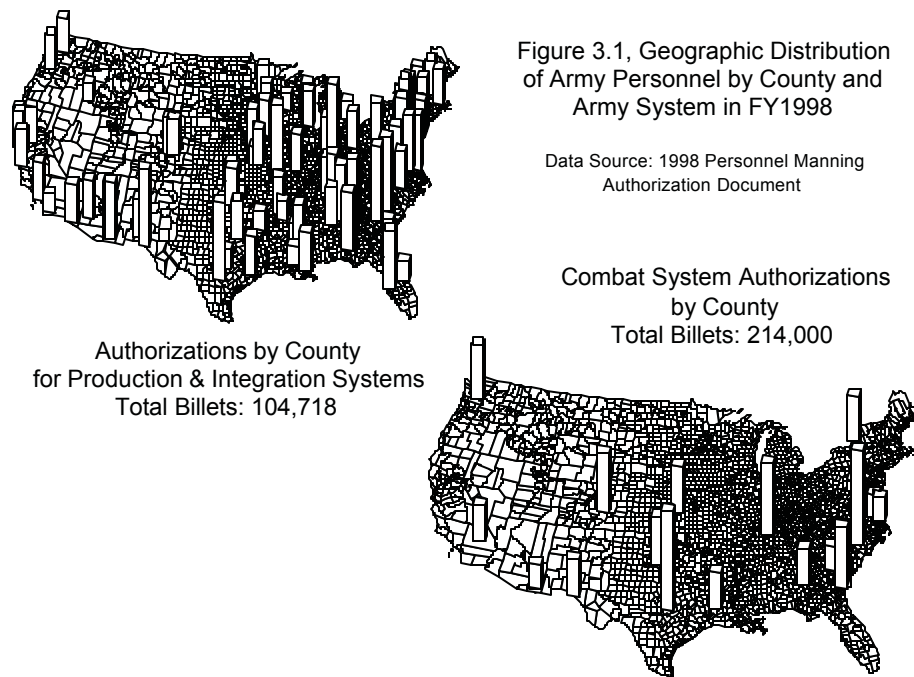 Figure 3.1, Geographic Distribution
of Army Personnel by County and
Army System in FY1998
Data Source: 1998 Personnel Manning
Authorization Document
Authorizations by County
for Production & Integration Systems
Total Billets: 104,718
Combat System Authorizations
by County
Total Billets: 214,000